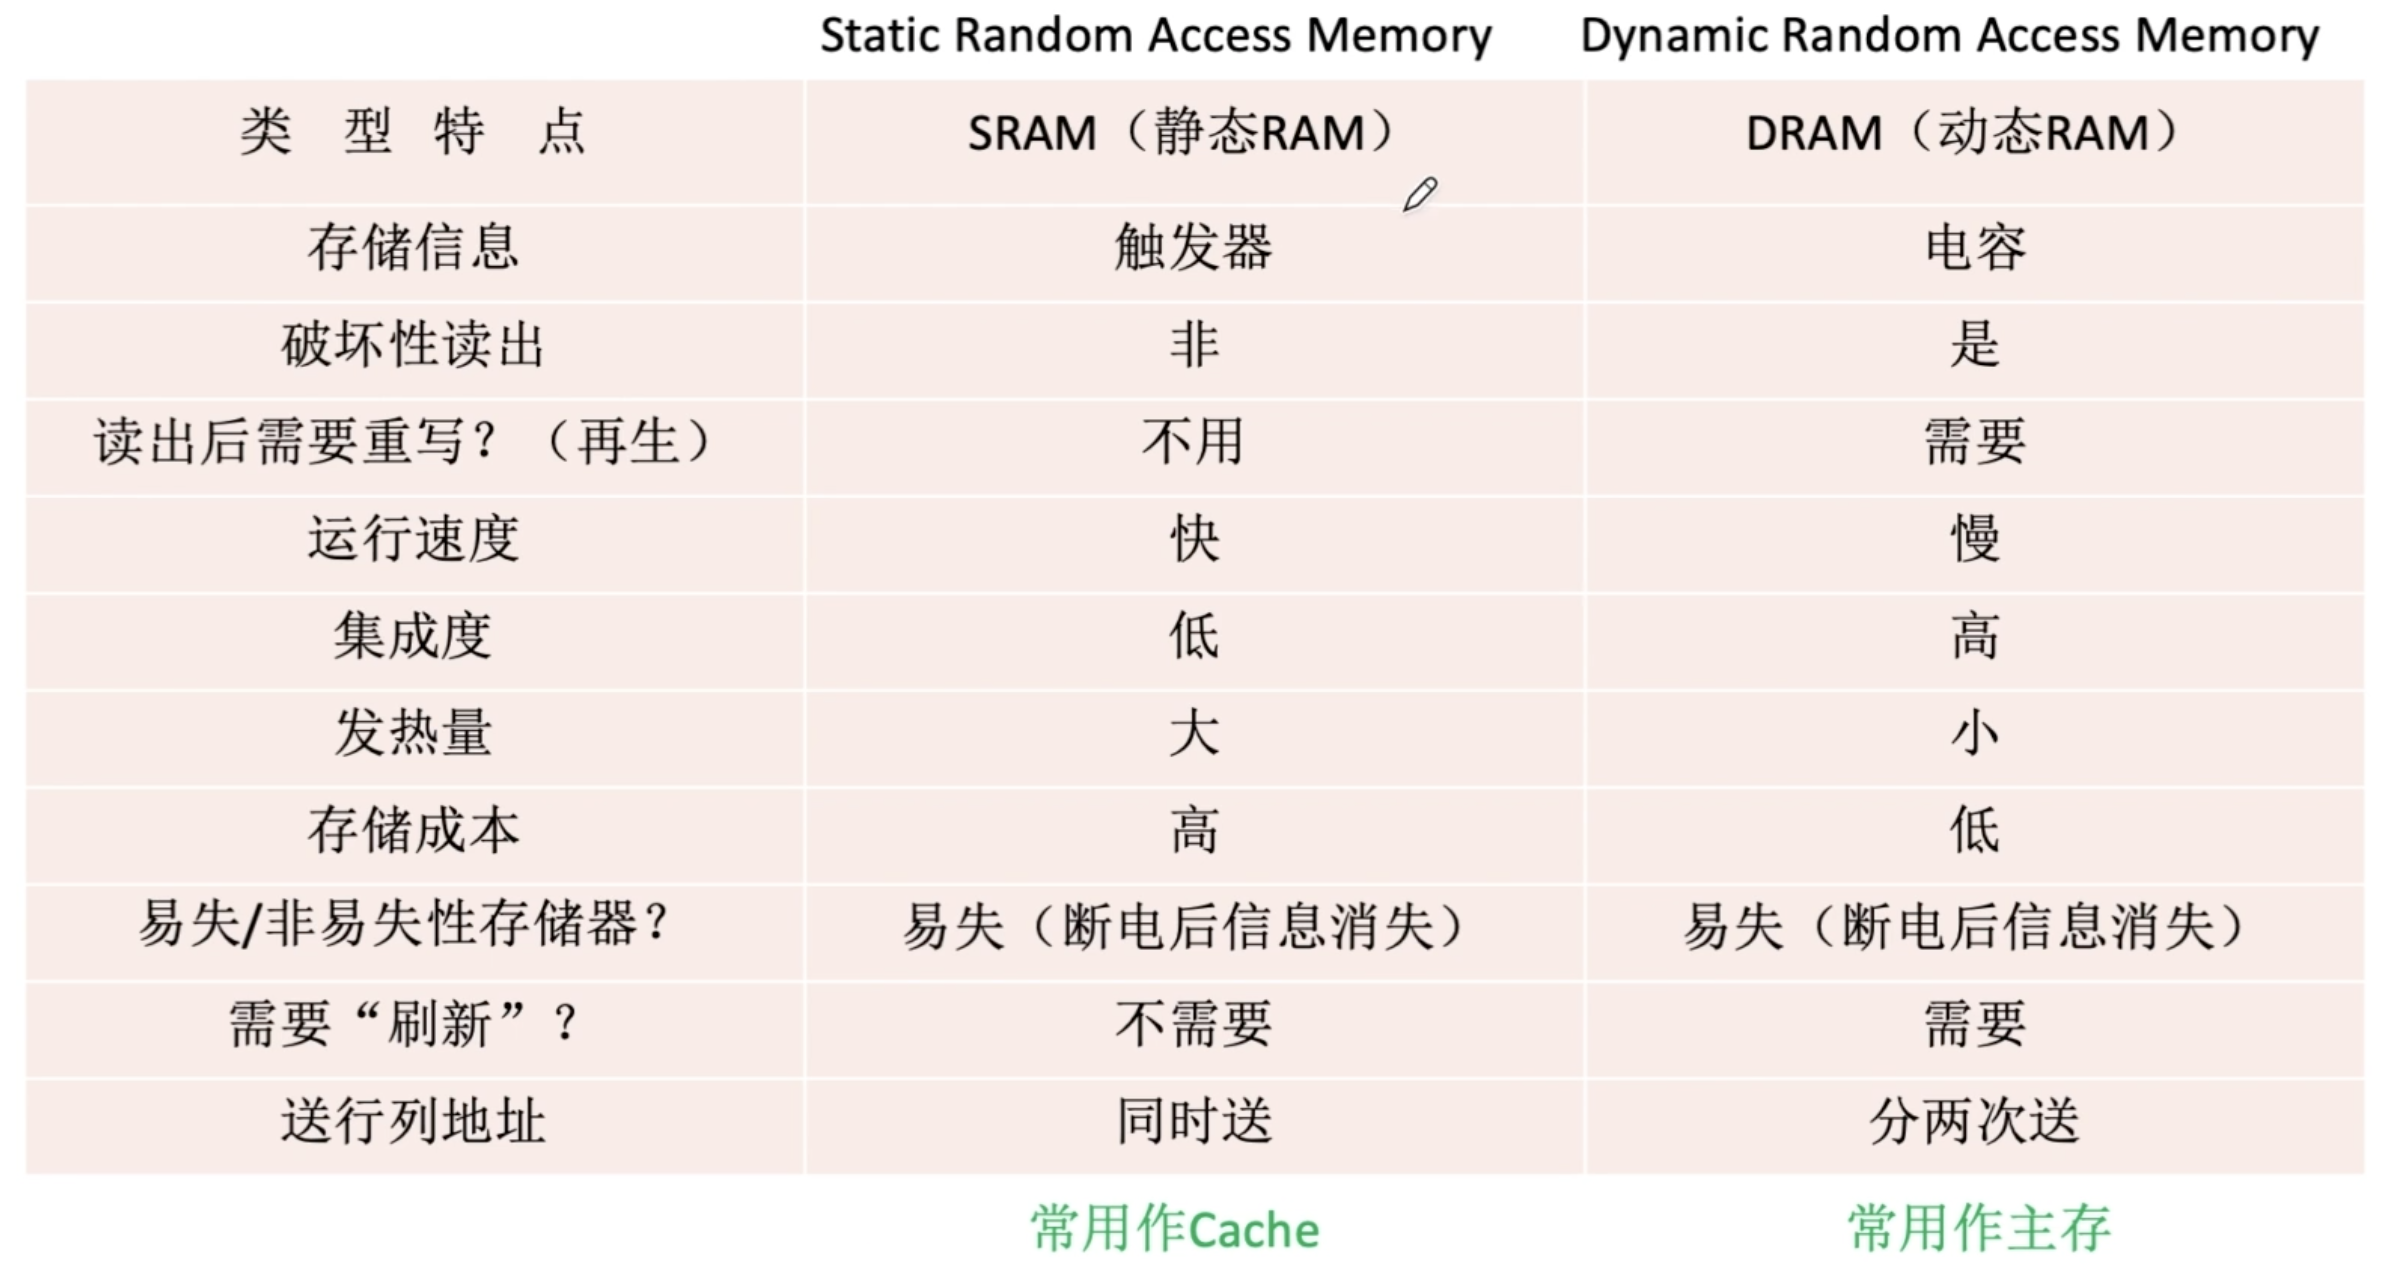 Static Random Access Memory Dynamic Random Access Memory
类 型 特 点 SRAM（静态RAM） DRAM（动态RAM）
存储信息 触发器 电容
破坏性读出 非 是
读出后需要重写？（再生） 不用 需要
运行速度 快 慢
集成度 低 高
发热量 大 小
存储成本 高 低
易失/非易失性存储器？ 易失（断电后信息消失） 易失（断电后信息消失）
需要“刷新”？ 不需要 需要
送行列地址 同时送 分两次送
常用作Cache 常用作主存